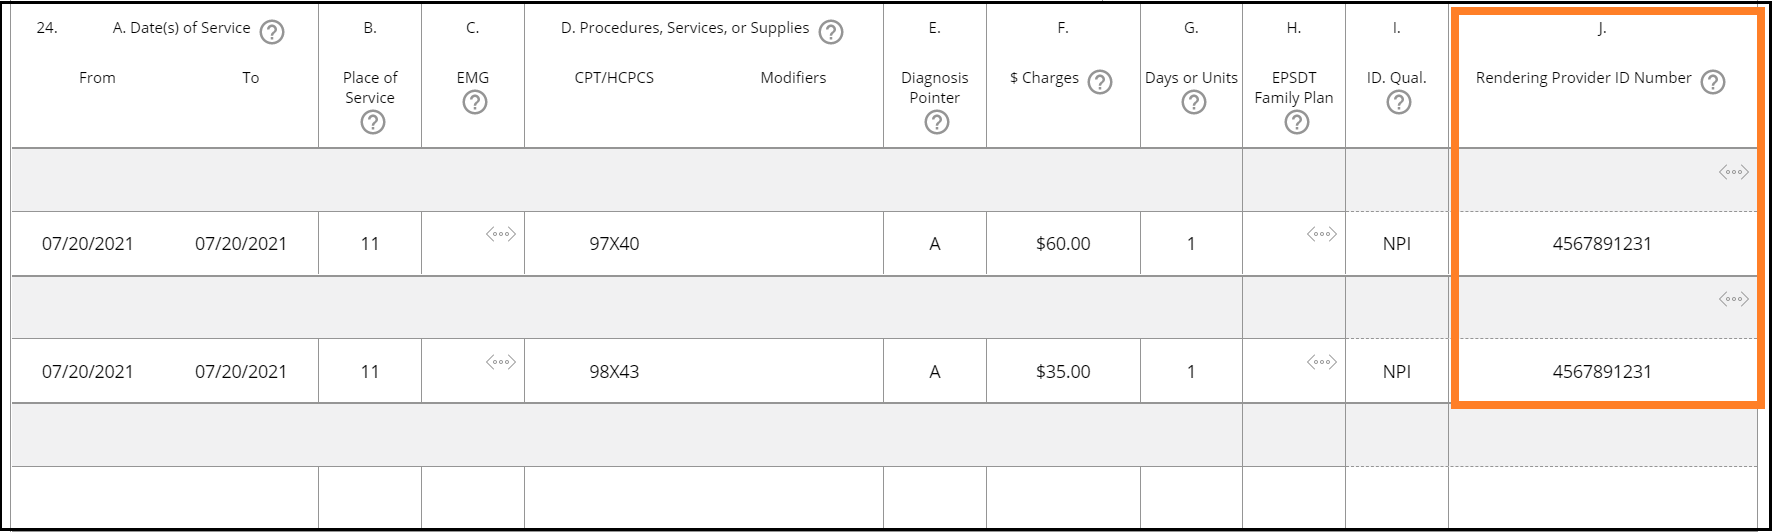 24. A. Date(s) of Service B. C. D. Procedures, Services, or Supplies E. F. G. H. I. J.
From To Place of Service EMG CPT/HCPCS Modifiers Diagnosis Pointer $ Charges Days or Units EPSDT Family Plan ID. Qual. Rendering Provider ID Number
07/20/2021 07/20/2021 11 97X40 A $60.00 1 NPI 4567891231
07/20/2021 07/20/2021 11 98X43 A $35.00 1 NPI 4567891231